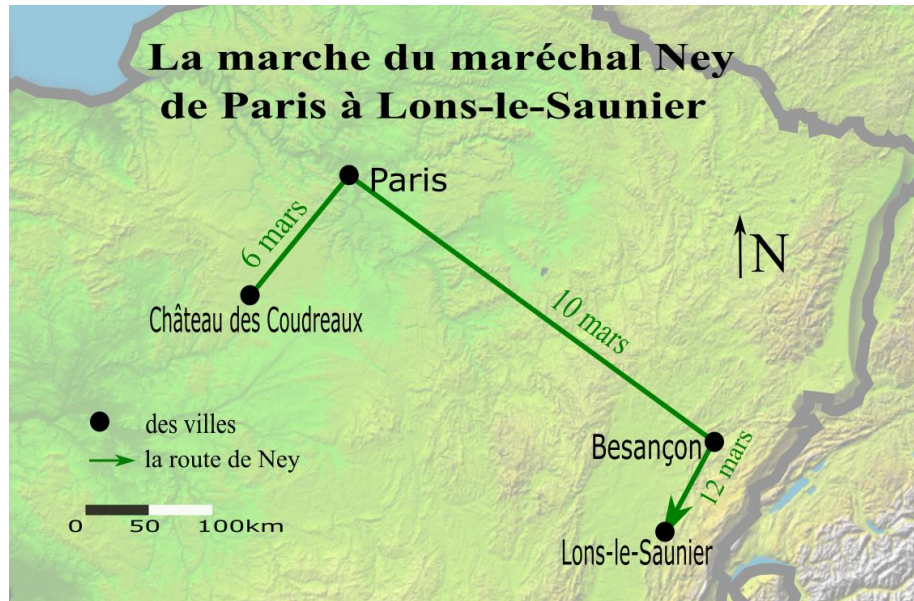 La marche du maréchal Ney
de Paris à Lons-le-Saunier
Paris
6 mars
Château des Coudreaux
N
10 mars
Besançon
12 mars
Lons-le-Saunier
des villes
la route de Ney
0 50 100km